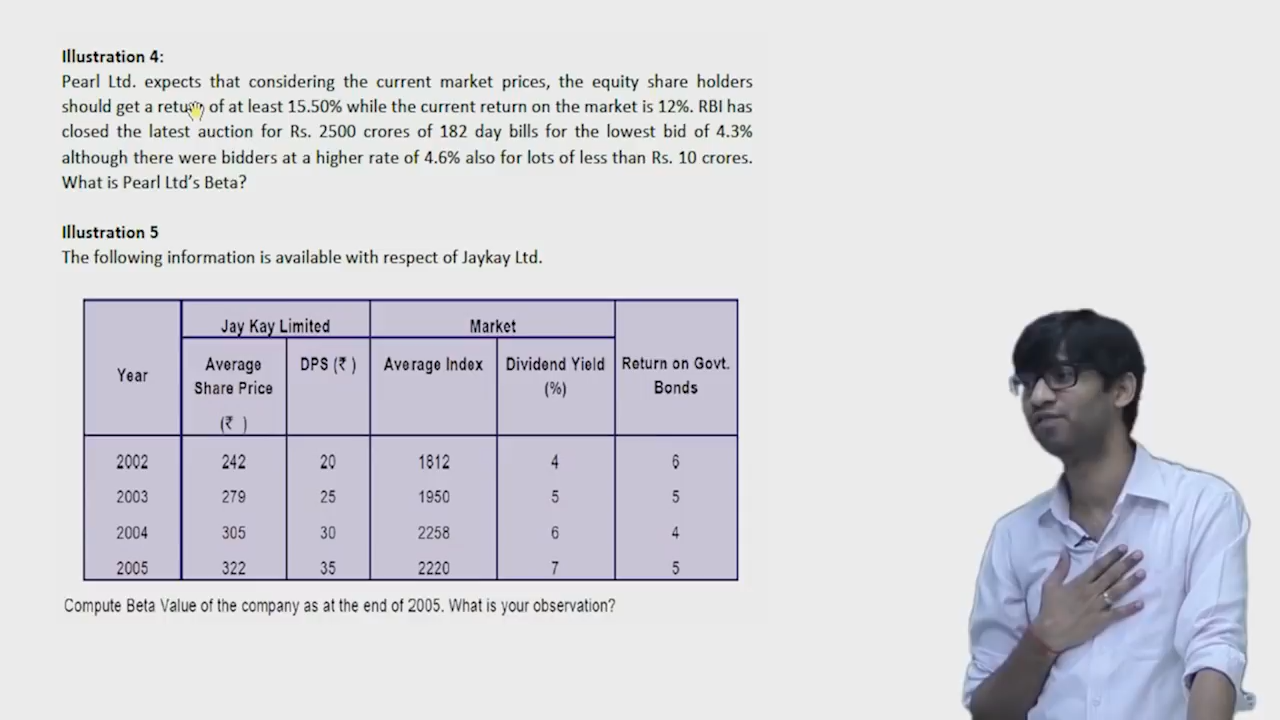 Illustration 4:
Pearl Ltd. expects that considering the current market prices, the equity share holders
should get a return of at least 15.50% while the current return on the market is 12%. RBI has
closed the latest auction for Rs. 2500 crores of 182 day bills for the lowest bid of 4.3%
although there were bidders at a higher rate of 4.6% also for lots of less than Rs. 10 crores.
What is Pearl Ltd’s Beta?
Illustration 5
The following information is available with respect of Jaykay Ltd.
Jay Kay Limited Market
Year Average Share Price (₹ ) DPS (₹ ) Average Index Dividend Yield (%) Return on Govt. Bonds
2002 242 20 1812 4 6
2003 279 25 1950 5 5
2004 305 30 2258 6 4
2005 322 35 2220 7 5
Compute Beta Value of the company as at the end of 2005. What is your observation?